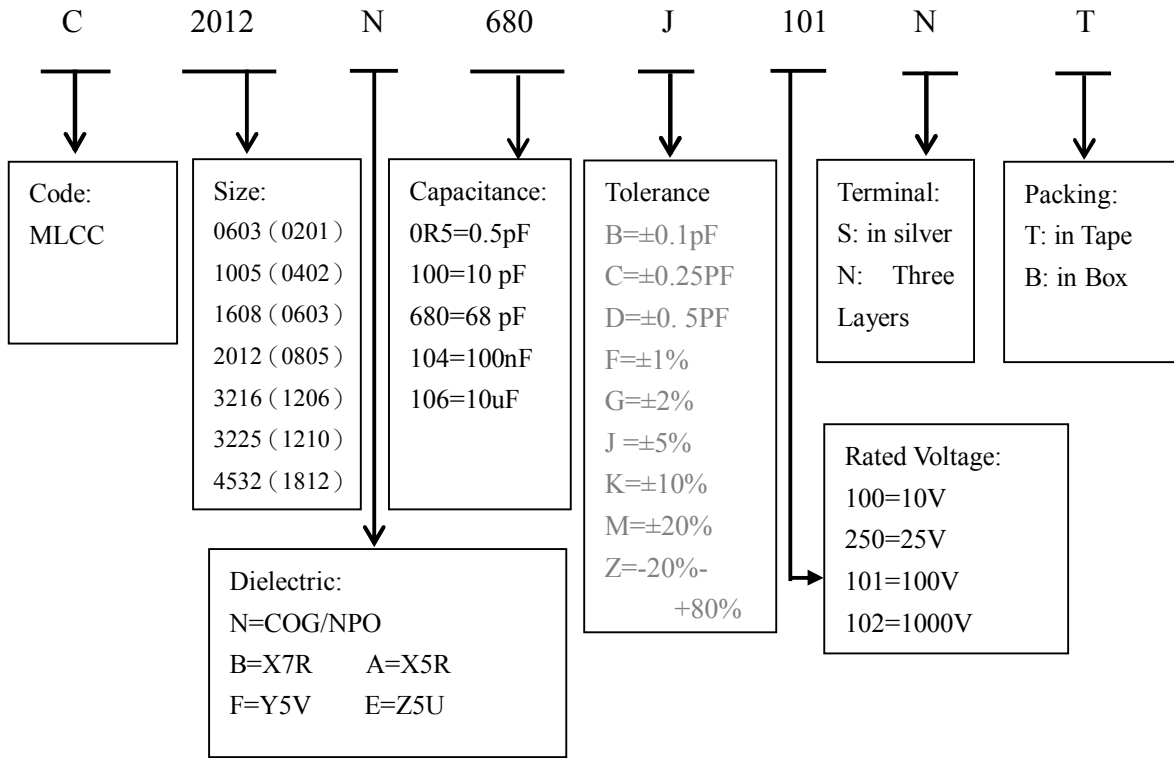 C 2012 N 680 J 101 N T
Code:
MLCC
Size:
0603（0201）
1005（0402）
1608（0603）
2012（0805）
3216（1206）
3225（1210）
4532（1812）
Capacitance:
0R5=0.5pF
100=10 pF
680=68 pF
104=100nF
106=10uF
Tolerance
B=±0.1pF
C=±0.25PF
D=±0. 5PF
F=±1%
G=±2%
J =±5%
K=±10%
M=±20%
Z=-20%-
+80%
Terminal:
S: in silver
N: Three
Layers
Packing:
T: in Tape
B: in Box
Rated Voltage:
100=10V
250=25V
101=100V
102=1000V
Dielectric:
N=COG/NPO
B=X7R A=X5R
F=Y5V E=Z5U